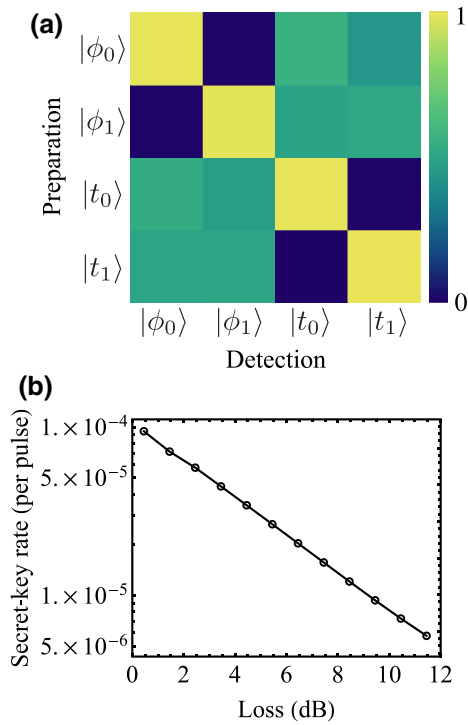 (a)
1
|ϕ₀⟩
|ϕ₁⟩
|t₀⟩
|t₁⟩
Preparation
0
|ϕ₀⟩ |ϕ₁⟩ |t₀⟩ |t₁⟩
Detection
(b)
1.×10⁻⁴
5.×10⁻⁵
1.×10⁻⁵
5.×10⁻⁶
Secret-key rate (per pulse)
0 2 4 6 8 10 12
Loss (dB)